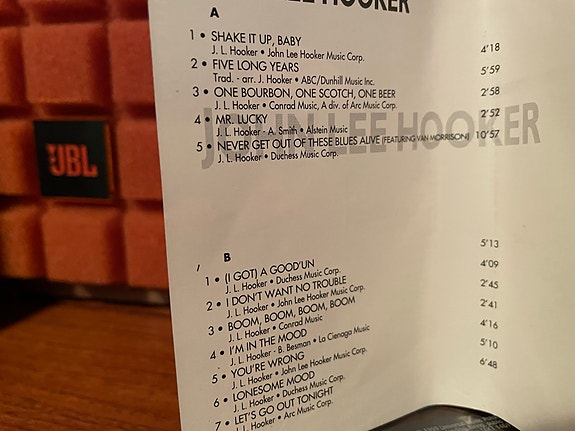 LEE HOOKER
A
1 • SHAKE IT UP, BABY 4'18
J. L. Hooker • John Lee Hooker Music Corp.
2 • FIVE LONG YEARS 5'59
Trad. - arr. J. Hooker • ABC/Dunhill Music Inc.
3 • ONE BOURBON, ONE SCOTCH, ONE BEER 2'58
J. L. Hooker • Conrad Music, A div. of Arc Music Corp.
4 • MR. LUCKY 2'52
J. L. Hooker - A. Smith • Alstein Music
5 • NEVER GET OUT OF THESE BLUES ALIVE (FEATURING VAN MORRISON) 10'57
J. L. Hooker • Duchess Music Corp.
JOHN LEE HOOKER
JBL
B
1 • (I GOT) A GOOD'UN 5'13
J. L. Hooker • Duchess Music Corp.
2 • I DON'T WANT NO TROUBLE 4'09
J. L. Hooker • John Lee Hooker Music Corp.
3 • BOOM, BOOM, BOOM, BOOM 2'45
J. L. Hooker • Conrad Music
4 • I'M IN THE MOOD 2'41
J. L. Hooker - B. Besman • La Cienaga Music
5 • YOU'RE WRONG 4'16
J. L. Hooker • John Lee Hooker Music Corp.
6 • LONESOME MOOD 5'10
J. L. Hooker • Duchess Music Corp.
7 • LET'S GO OUT TONIGHT 6'48
J. L. Hooker • Arc Music Corp.